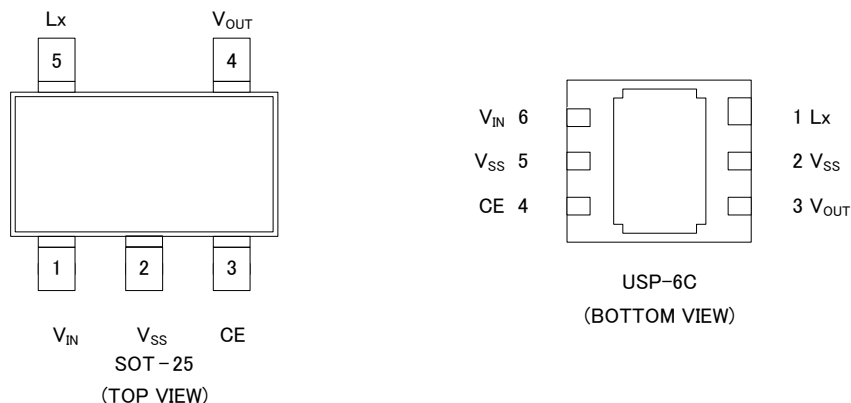 Lx VOUT
5 4
1 2 3
VIN VSS CE
SOT-25
(TOP VIEW)
VIN 6 1 Lx
VSS 5 2 VSS
CE 4 3 VOUT
USP-6C
(BOTTOM VIEW)